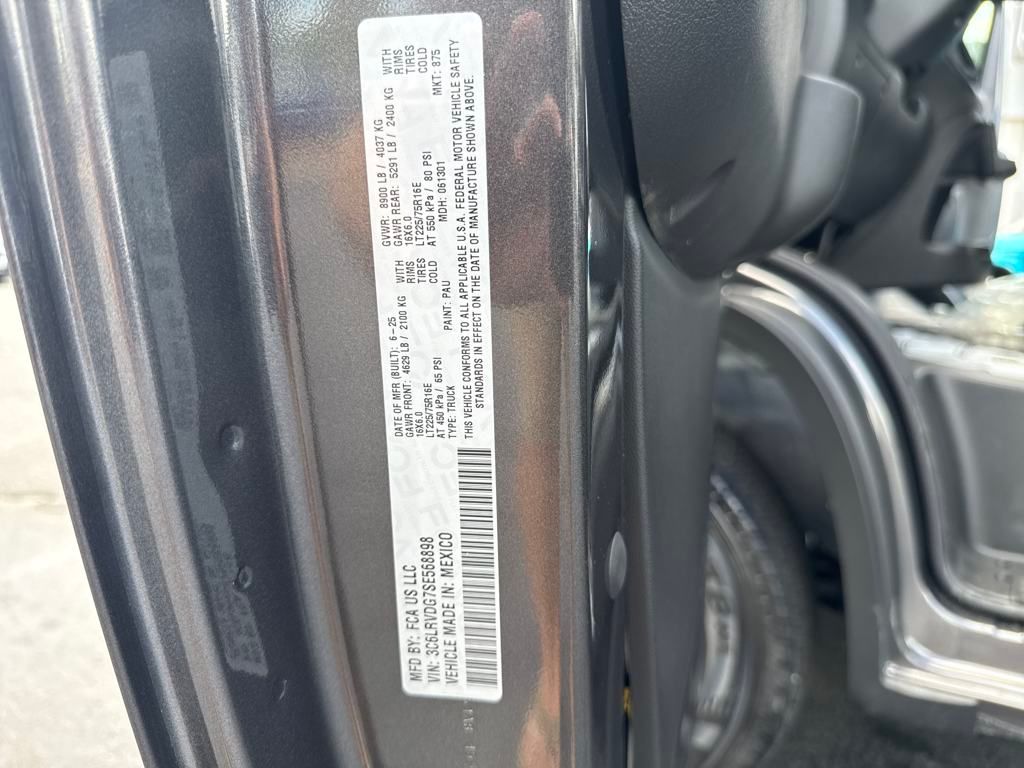 MFD BY: FCA US LLC
VIN: 3C6LRVDG7SE568898
VEHICLE MADE IN: MEXICO
DATE OF MFR (BUILT): 6-25 GVWR: 8900 LB / 4037 KG
GAWR FRONT: 4629 LB / 2100 KG WITH GAWR REAR: 5291 LB / 2400 KG WITH
16X6.0 RIMS 16X6.0 RIMS
LT225/75R16E TIRES LT225/75R16E TIRES
AT 450 kPa / 65 PSI COLD AT 550 kPa / 80 PSI COLD
TYPE: TRUCK PAINT: PAU MDH: 061301 MKT: 875
THIS VEHICLE CONFORMS TO ALL APPLICABLE U.S.A. FEDERAL MOTOR VEHICLE SAFETY
STANDARDS IN EFFECT ON THE DATE OF MANUFACTURE SHOWN ABOVE.